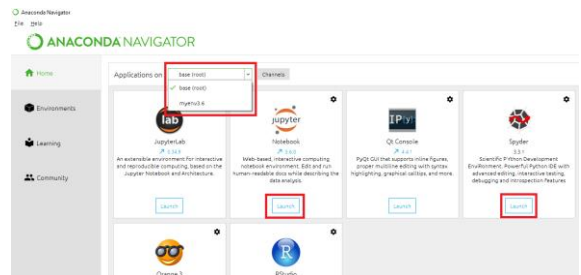 Anaconda Navigator
File Help
ANACONDA NAVIGATOR
Home
Environments
Learning
Community
Applications on
base (root)
Channels
base (root)
myenv3.6
lab
JupyterLab
An extensible environment for interactive
and reproducible computing, based on the
Jupyter Notebook and Architecture.
Launch
jupyter
Notebook
Web-based, interactive computing
notebook environment. Edit and run
human-readable docs while describing the
data analysis.
Launch
IP[y]:
Qt Console
PyQt GUI that supports inline figures,
proper multiline editing with syntax
highlighting, graphical calltips, and more.
Launch
Spyder
Scientific PYthon Development
EnviRonment. Powerful Python IDE with
advanced editing, interactive testing,
debugging and introspection features
Launch
Orange 3
R
RStudio